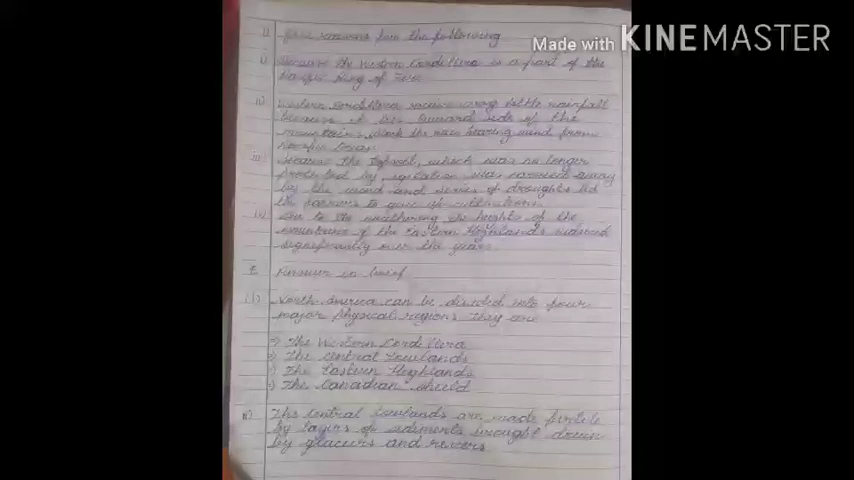 Made with KINEMASTER
D Give reasons for the following
i) Because the Western Cordillera is a part of the
Pacific Ring of Fire
ii) Western Cordillera receives very little rainfall
because it lies leeward side of the
mountains, block the rain bearing wind from
Pacific Ocean
iii) Because the Topsoil, which was no longer
protected by vegetation was carried away
by the wind and series of droughts led
the farmers to give up cultivation.
iv) Due to the weathering the heights of the
mountains of the Eastern Highlands reduced
significantly over the years.
E. Answer in brief
(i) North America can be divided into four
major physical regions They are
⇒ The Western Cordillera
⇒ The Central Lowlands
⇒ The Eastern Highlands
⇒ The Canadian shield
ii) The Central lowlands are made fertile
by layers of sediments brought down
by glaciers and rivers